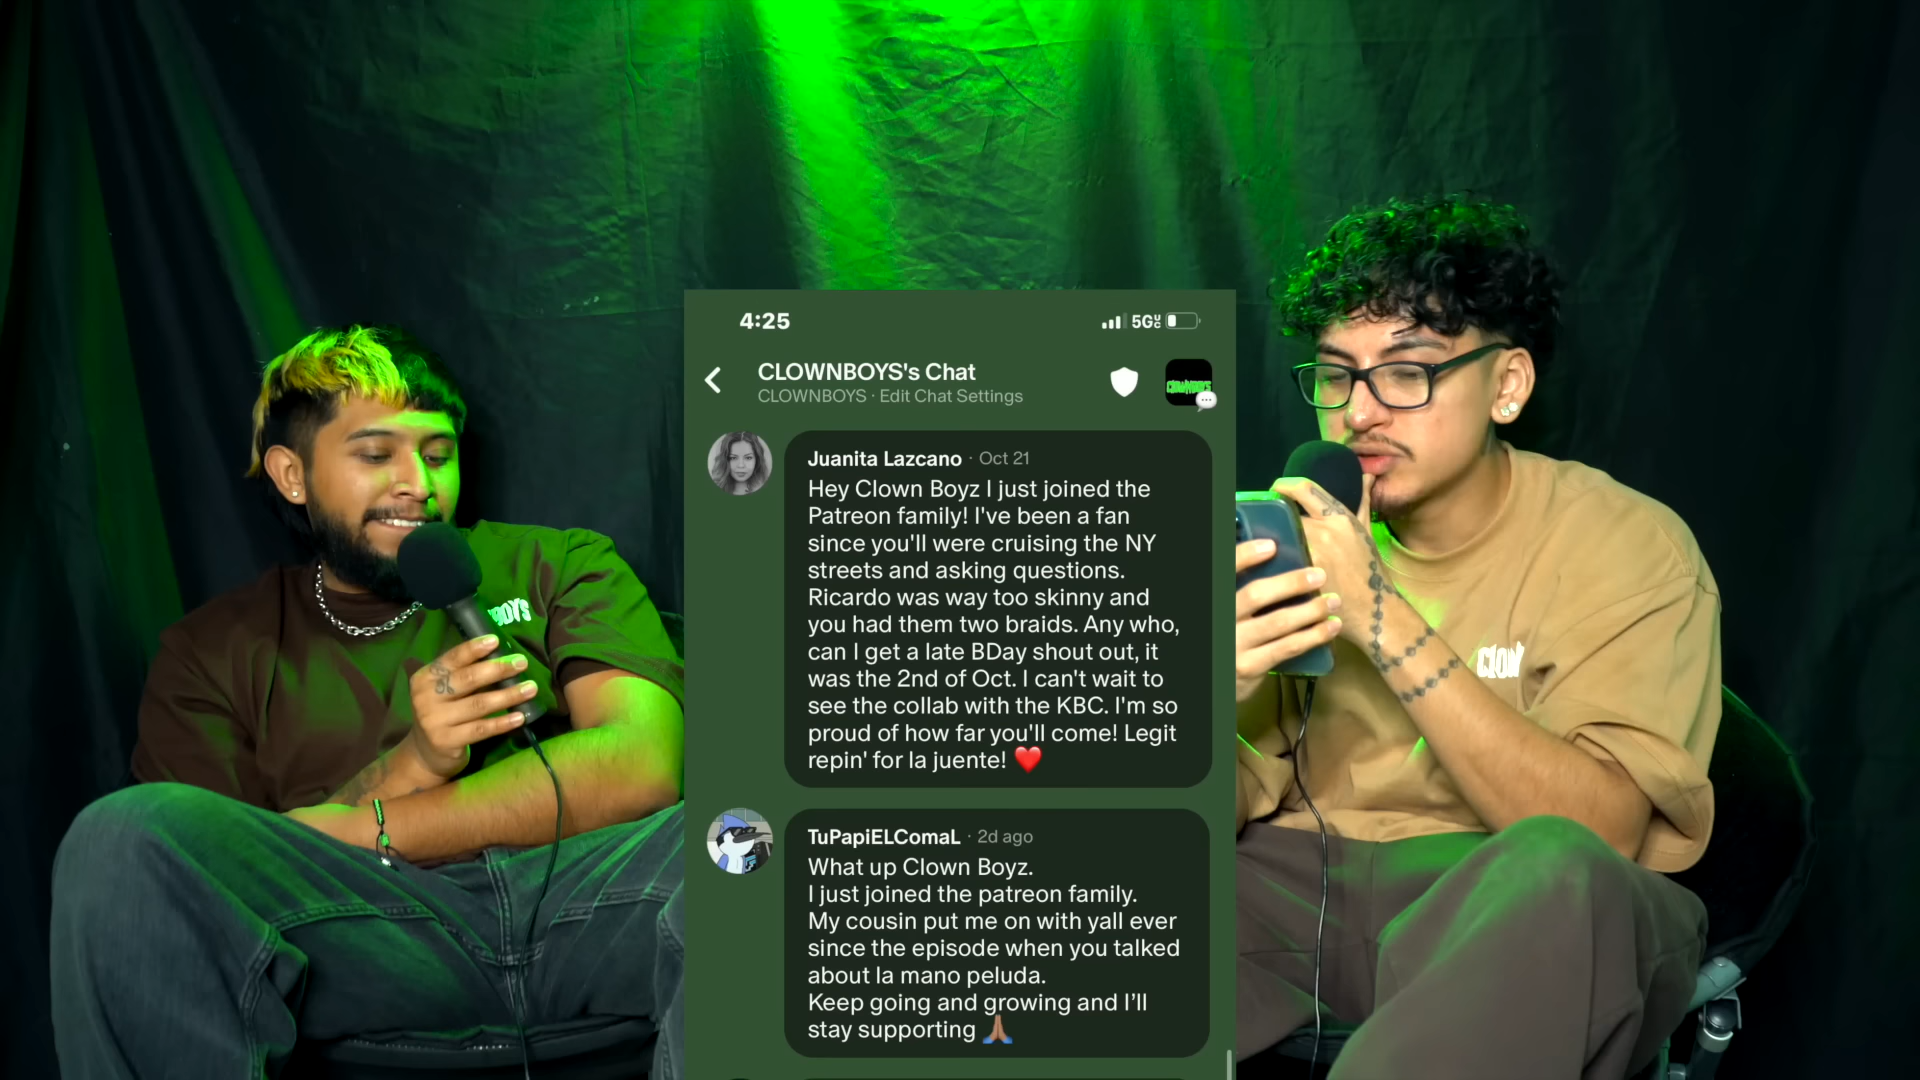 4:25
5G
CLOWNBOYS's Chat
CLOWNBOYS · Edit Chat Settings
CLOWNBOYS
Juanita Lazcano · Oct 21
Hey Clown Boyz I just joined the
Patreon family! I've been a fan
since you'll were cruising the NY
streets and asking questions.
Ricardo was way too skinny and
you had them two braids. Any who,
can I get a late BDay shout out, it
was the 2nd of Oct. I can't wait to
see the collab with the KBC. I'm so
proud of how far you'll come! Legit
repin' for la juente! ❤️
TuPapiELComaL · 2d ago
What up Clown Boyz.
I just joined the patreon family.
My cousin put me on with yall ever
since the episode when you talked
about la mano peluda.
Keep going and growing and I'll
stay supporting 🙏🏽
BOYS
CLOW